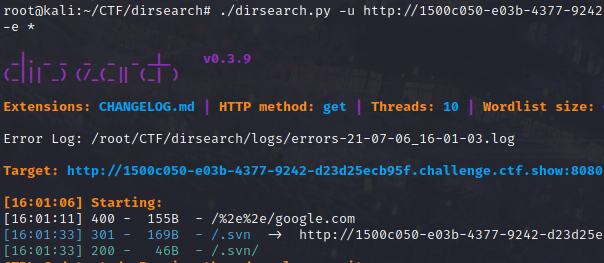 root@kali:~/CTF/dirsearch# ./dirsearch.py -u http://1500c050-e03b-4377-9242
-e *
v0.3.9
Extensions: CHANGELOG.md | HTTP method: get | Threads: 10 | Wordlist size:
Error Log: /root/CTF/dirsearch/logs/errors-21-07-06_16-01-03.log
Target: http://1500c050-e03b-4377-9242-d23d25ecb95f.challenge.ctf.show:8080
[16:01:06] Starting:
[16:01:11] 400 - 155B - /%2e%2e/google.com
[16:01:33] 301 - 169B - /.svn -> http://1500c050-e03b-4377-9242-d23d25e
[16:01:33] 200 - 46B - /.svn/